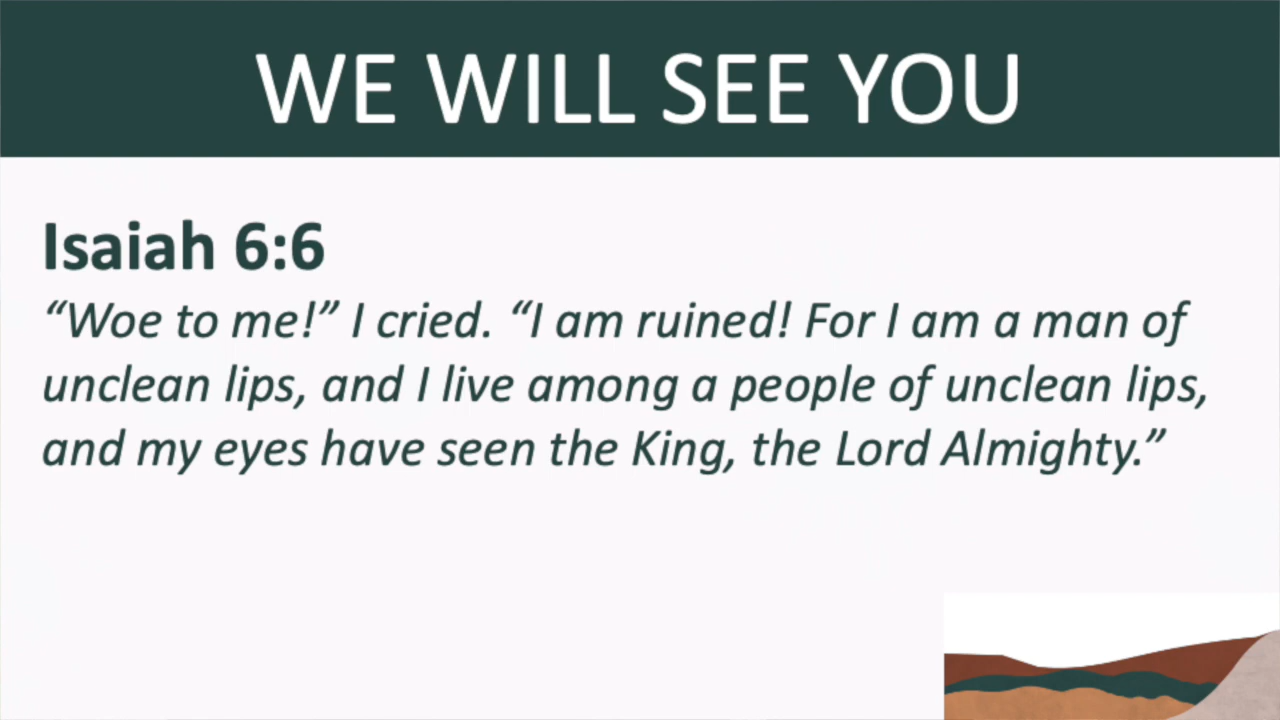 WE WILL SEE YOU
Isaiah 6:6
“Woe to me!” I cried. “I am ruined! For I am a man of
unclean lips, and I live among a people of unclean lips,
and my eyes have seen the King, the Lord Almighty.”